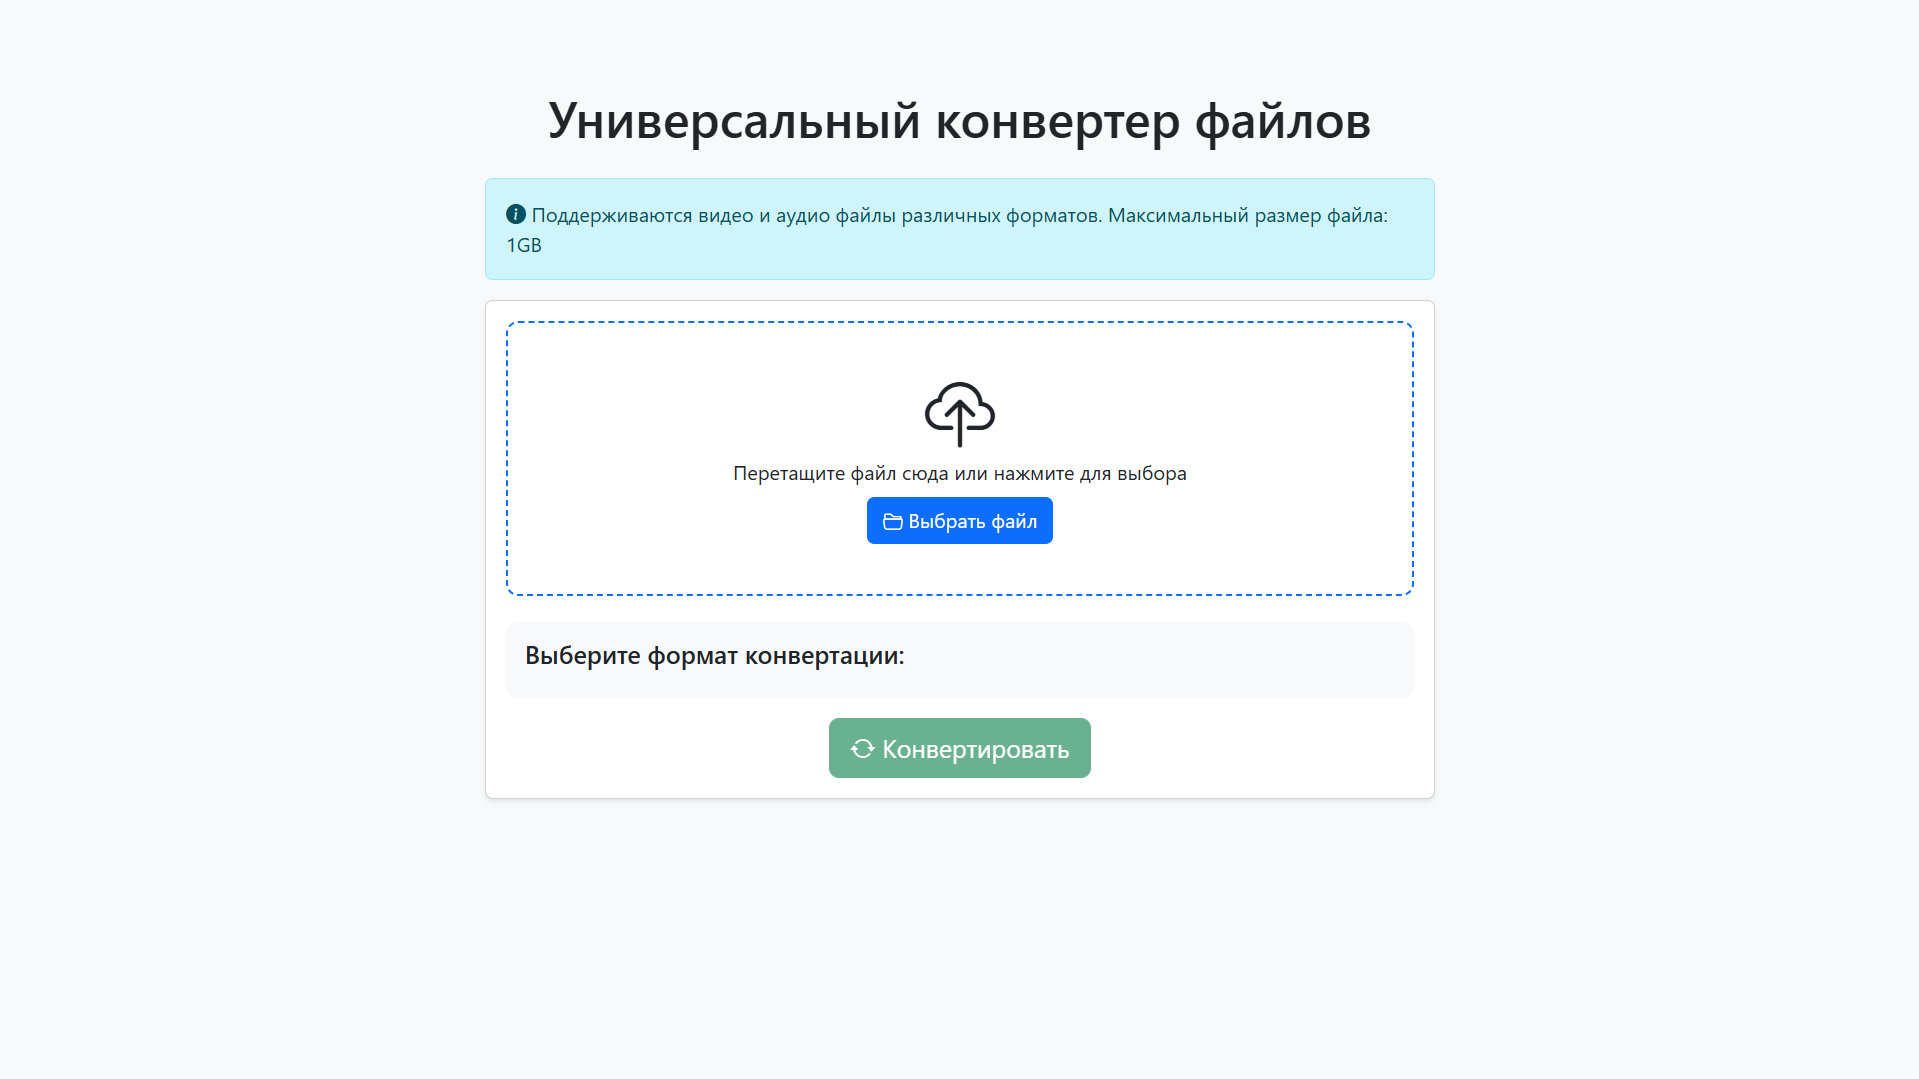 Универсальный конвертер файлов
Поддерживаются видео и аудио файлы различных форматов. Максимальный размер файла:
1GB
Перетащите файл сюда или нажмите для выбора
Выбрать файл
Выберите формат конвертации:
Конвертировать